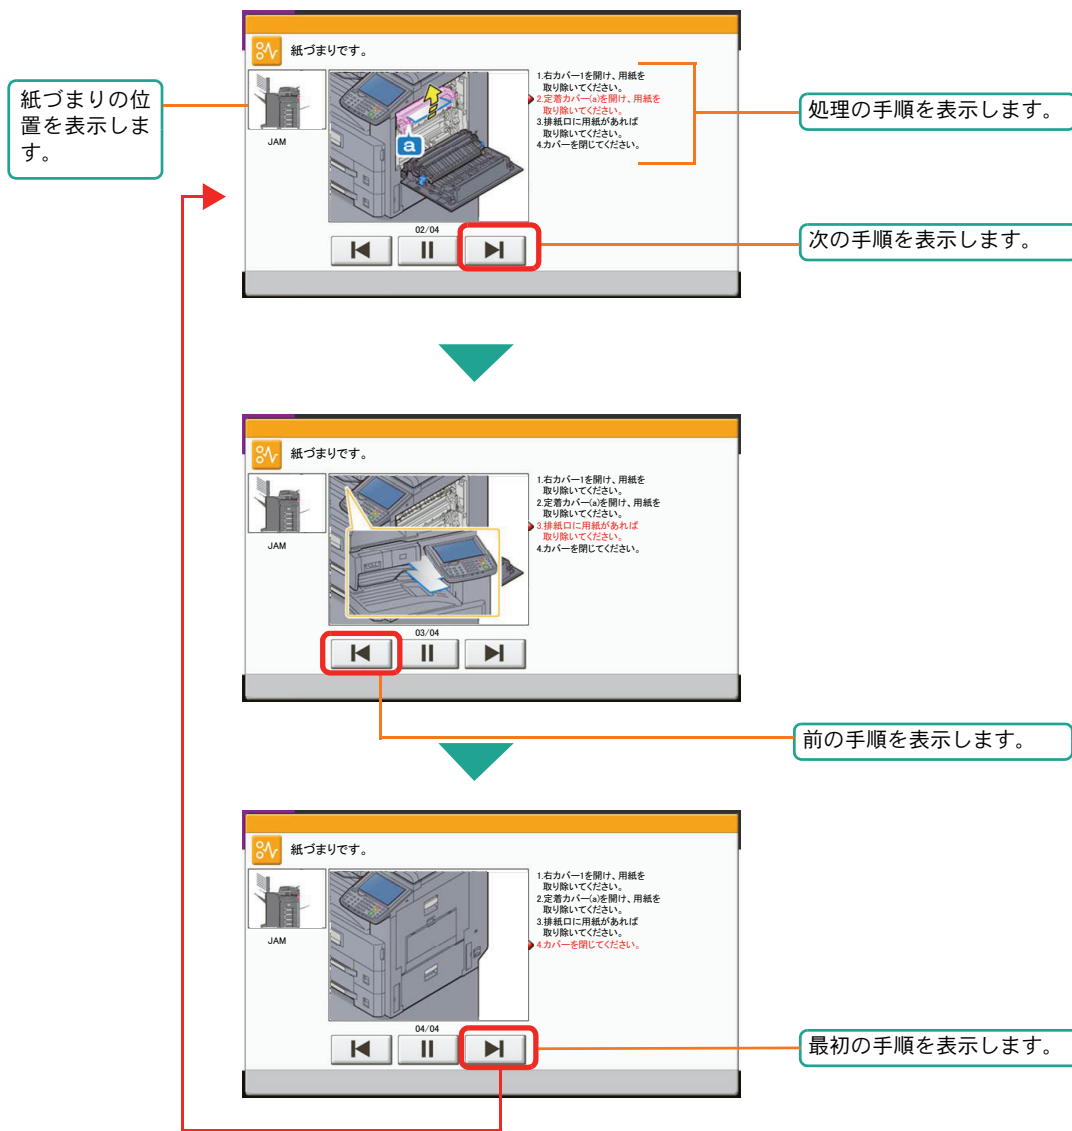 紙づまりです。
紙づまりの位
置を表示しま
す。
JAM
a
1.右カバー1を開け、用紙を
取り除いてください。
2.定着カバー(a)を開け、用紙を
取り除いてください。
3.排紙口に用紙があれば
取り除いてください。
4.カバーを閉じてください。
処理の手順を表示します。
02/04
次の手順を表示します。
紙づまりです。
JAM
1.右カバー1を開け、用紙を
取り除いてください。
2.定着カバー(a)を開け、用紙を
取り除いてください。
3.排紙口に用紙があれば
取り除いてください。
4.カバーを閉じてください。
03/04
前の手順を表示します。
紙づまりです。
JAM
1.右カバー1を開け、用紙を
取り除いてください。
2.定着カバー(a)を開け、用紙を
取り除いてください。
3.排紙口に用紙があれば
取り除いてください。
4.カバーを閉じてください。
04/04
最初の手順を表示します。